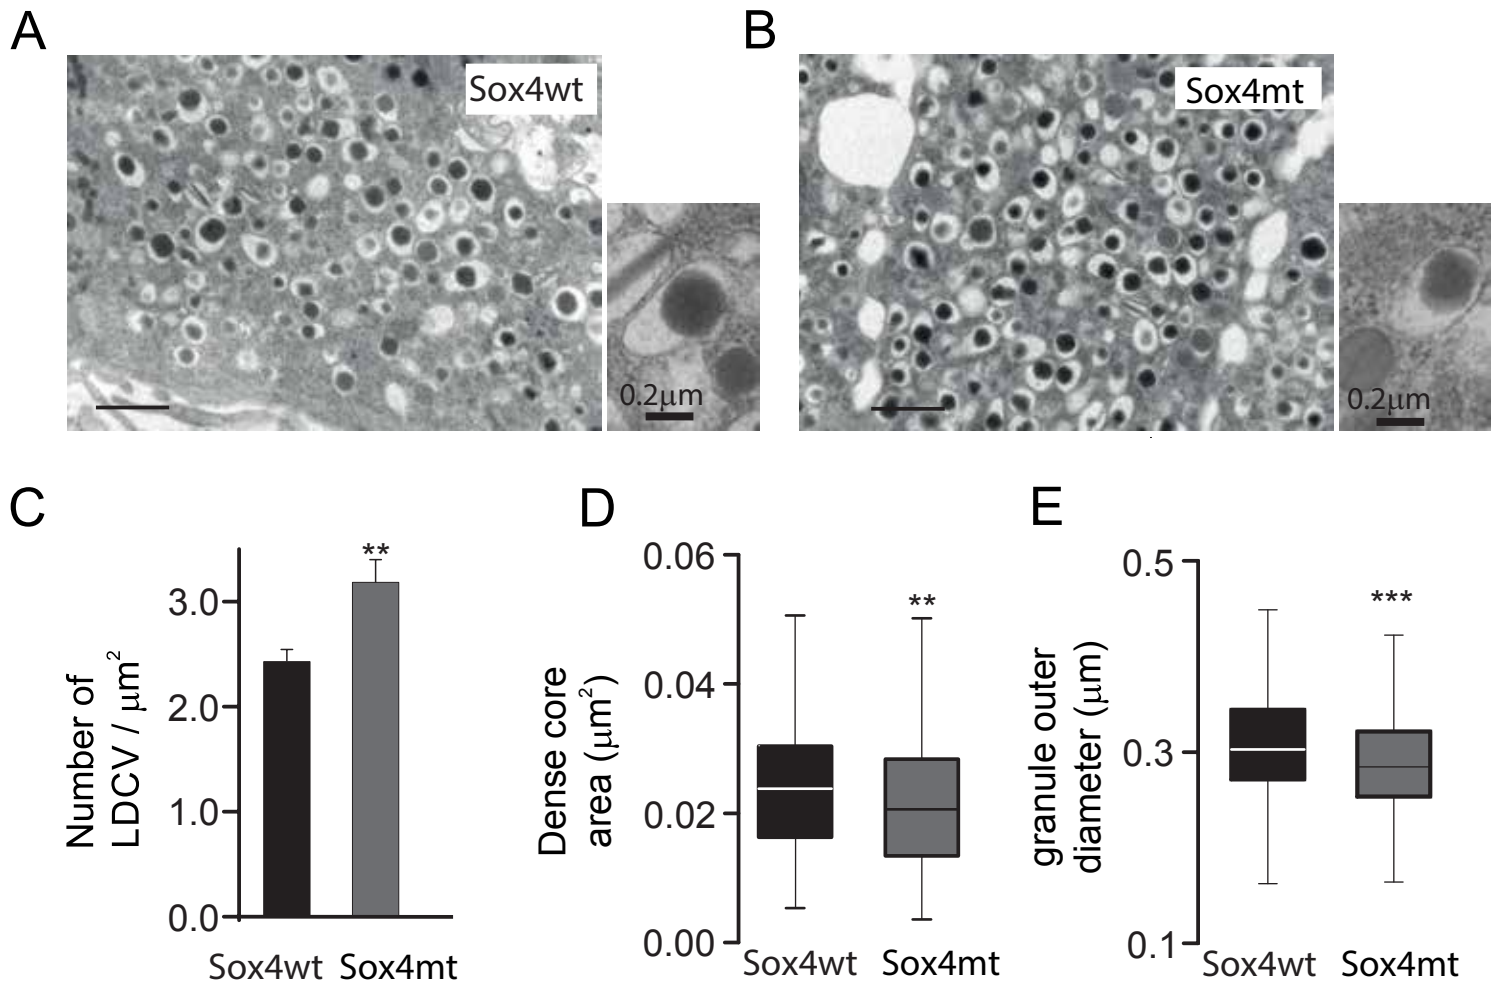 A
B
Sox4wt
Sox4mt
0.2µm
0.2µm
C
D
E
Number of
LDCV / µm²
3.0
2.0
1.0
0.0
**
Sox4wt
Sox4mt
Dense core
area (µm²)
0.06
0.04
0.02
0.00
**
Sox4wt
Sox4mt
granule outer
diameter (µm)
0.5
0.3
0.1
***
Sox4wt
Sox4mt